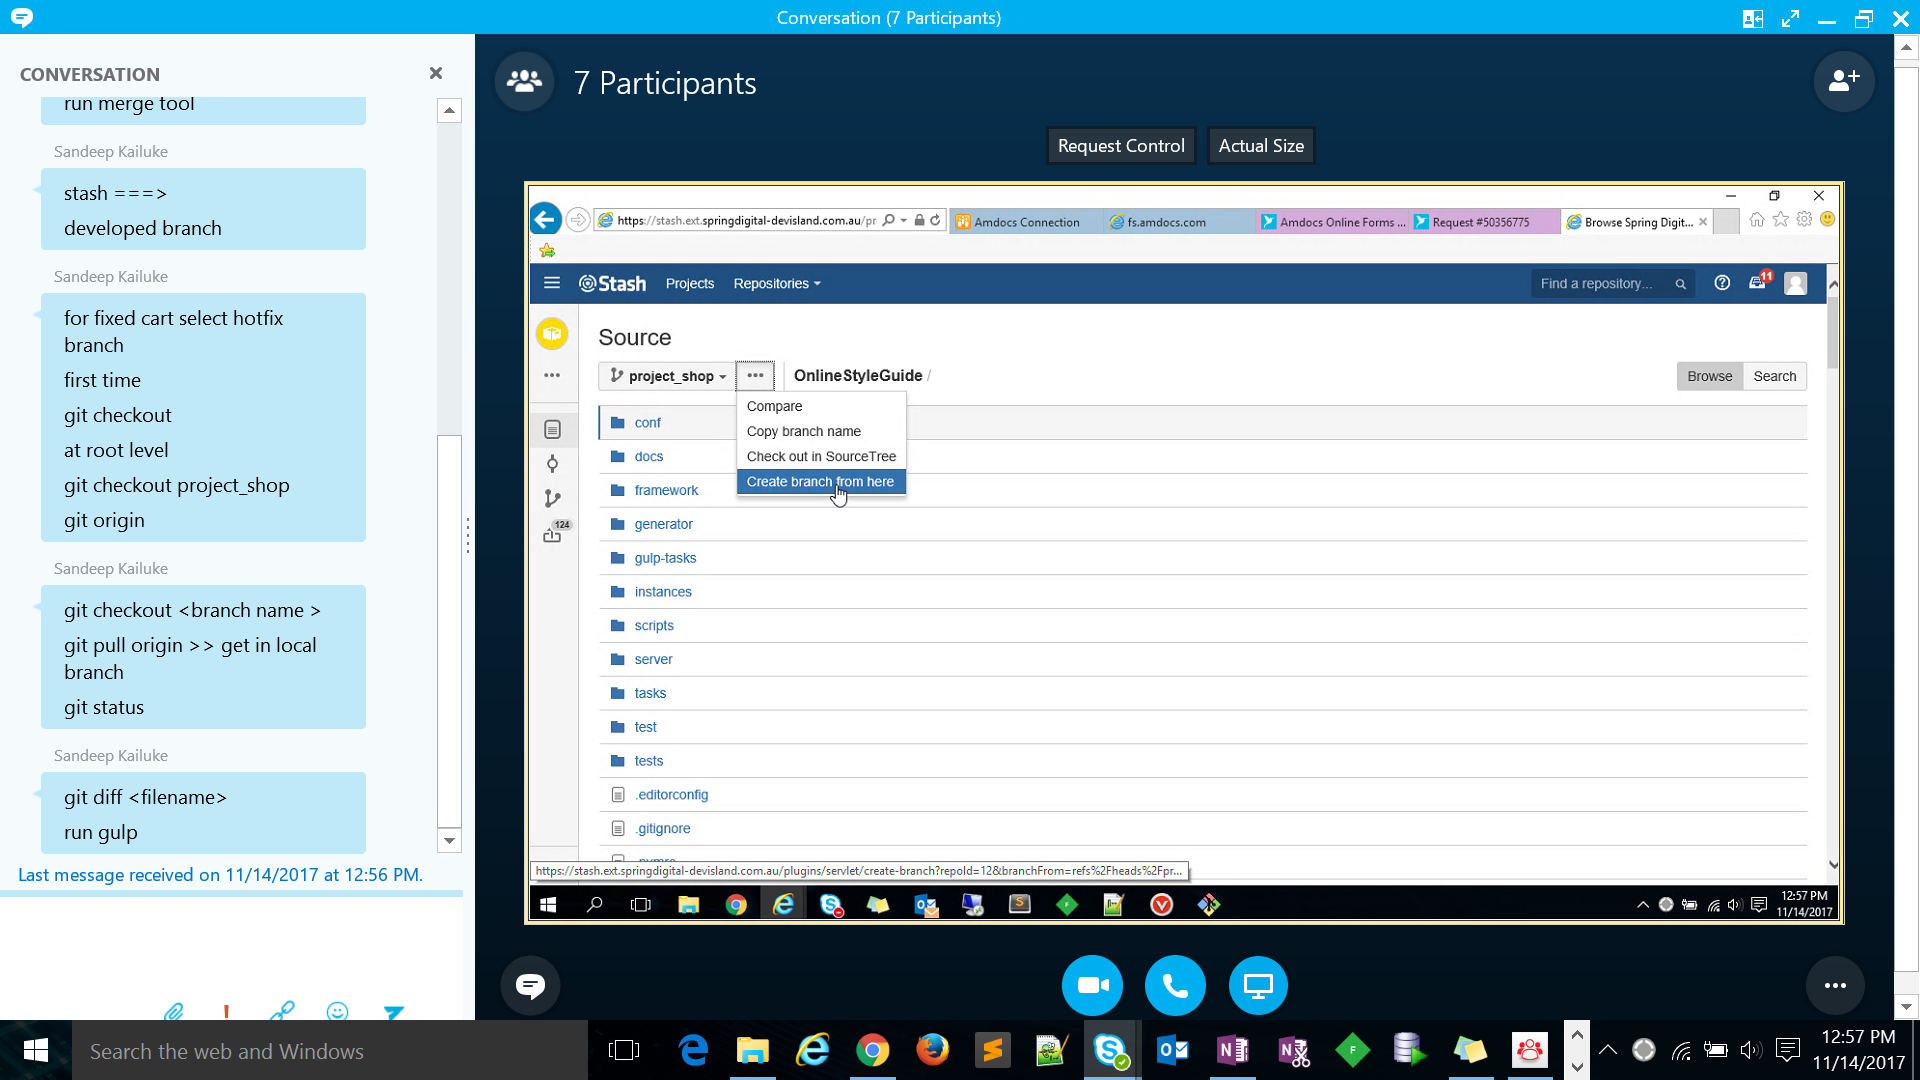 Conversation (7 Participants)
CONVERSATION
run merge tool
Sandeep Kailuke
stash ===>
developed branch
Sandeep Kailuke
for fixed cart select hotfix
branch
first time
git checkout
at root level
git checkout project_shop
git origin
Sandeep Kailuke
git checkout <branch name >
git pull origin >> get in local
branch
git status
Sandeep Kailuke
git diff <filename>
run gulp
Last message received on 11/14/2017 at 12:56 PM.
7 Participants
Request Control
Actual Size
https://stash.ext.springdigital-devisland.com.au/pr
Amdocs Connection
fs.amdocs.com
Amdocs Online Forms ...
Request #50356775
Browse Spring Digit...
Stash
Projects
Repositories
Find a repository...
11
Source
project_shop
OnlineStyleGuide /
Browse
Search
Compare
Copy branch name
Check out in SourceTree
Create branch from here
124
conf
docs
framework
generator
gulp-tasks
instances
scripts
server
tasks
test
tests
.editorconfig
.gitignore
https://stash.ext.springdigital-devisland.com.au/plugins/servlet/create-branch?repoId=12&branchFrom=refs%2Fheads%2Fpr...
12:57 PM
11/14/2017
Search the web and Windows
12:57 PM
11/14/2017